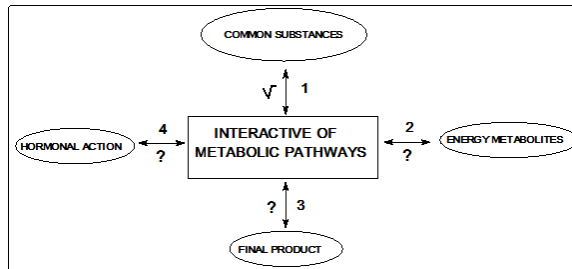 COMMON SUBSTANCES
√ 1
4
2
INTERACTIVE OF
METABOLIC PATHWAYS
HORMONAL ACTION
?
ENERGY METABOLITES
?
? 3
FINAL PRODUCT